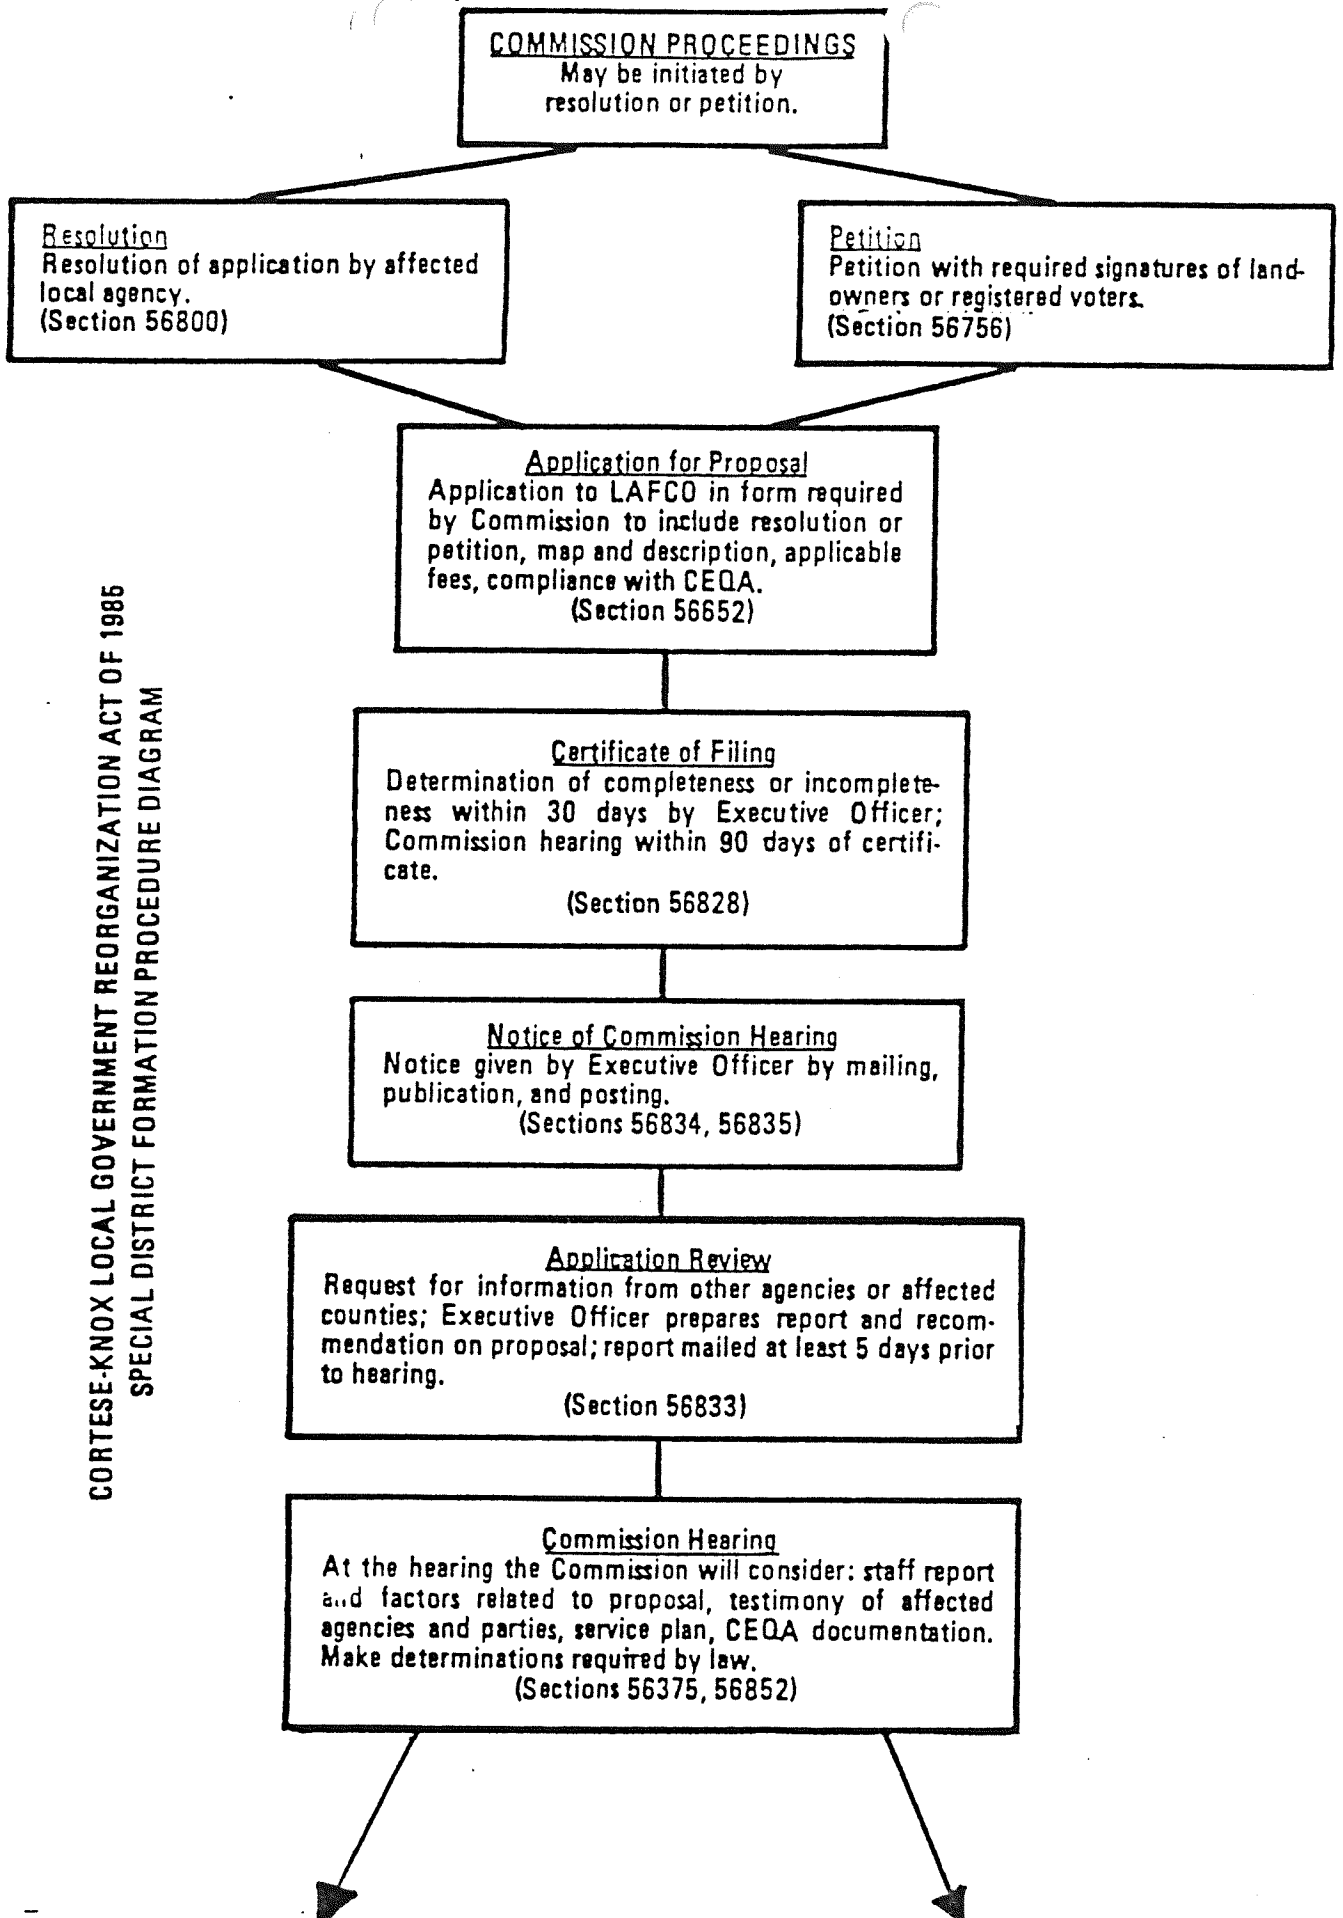 COMMISSION PROCEEDINGS
May be initiated by
resolution or petition.
Resolution
Resolution of application by affected
local agency.
(Section 56800)
Petition
Petition with required signatures of land-
owners or registered voters.
(Section 56756)
Application for Proposal
Application to LAFCO in form required
by Commission to include resolution or
petition, map and description, applicable
fees, compliance with CEQA.
(Section 56652)
CORTESE-KNOX LOCAL GOVERNMENT REORGANIZATION ACT OF 1985
SPECIAL DISTRICT FORMATION PROCEDURE DIAGRAM
Certificate of Filing
Determination of completeness or incomplete-
ness within 30 days by Executive Officer;
Commission hearing within 90 days of certifi-
cate.
(Section 56828)
Notice of Commission Hearing
Notice given by Executive Officer by mailing,
publication, and posting.
(Sections 56834, 56835)
Application Review
Request for information from other agencies or affected
counties; Executive Officer prepares report and recom-
mendation on proposal; report mailed at least 5 days prior
to hearing.
(Section 56833)
Commission Hearing
At the hearing the Commission will consider: staff report
and factors related to proposal, testimony of affected
agencies and parties, service plan, CEQA documentation.
Make determinations required by law.
(Sections 56375, 56852)